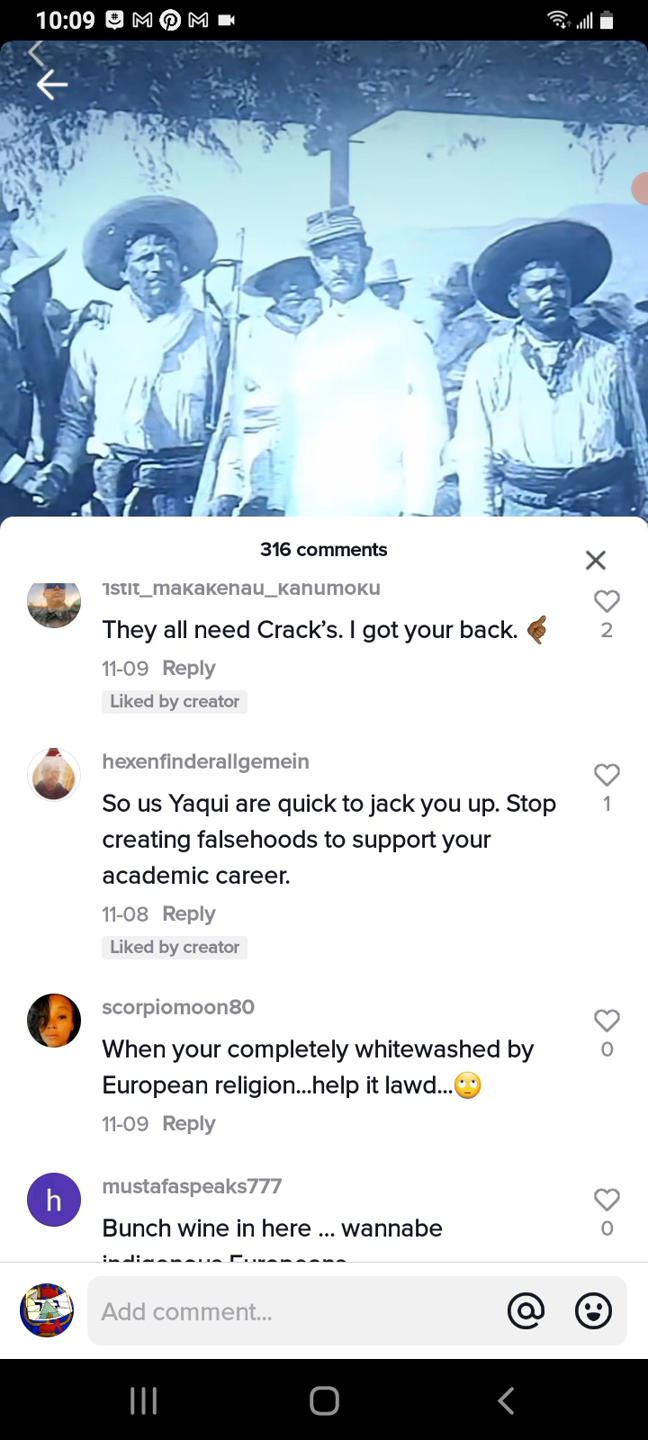 10:09
316 comments
1stlt_makakenau_kanumoku
They all need Crack's. I got your back. 🤙🏾
2
11-09 Reply
Liked by creator
hexenfinderallgemein
So us Yaqui are quick to jack you up. Stop
1
creating falsehoods to support your
academic career.
11-08 Reply
Liked by creator
scorpiomoon80
When your completely whitewashed by
0
European religion...help it lawd...🙄
11-09 Reply
h
mustafaspeaks777
Bunch wine in here ... wannabe
0
indigenous Europeans
Add comment...